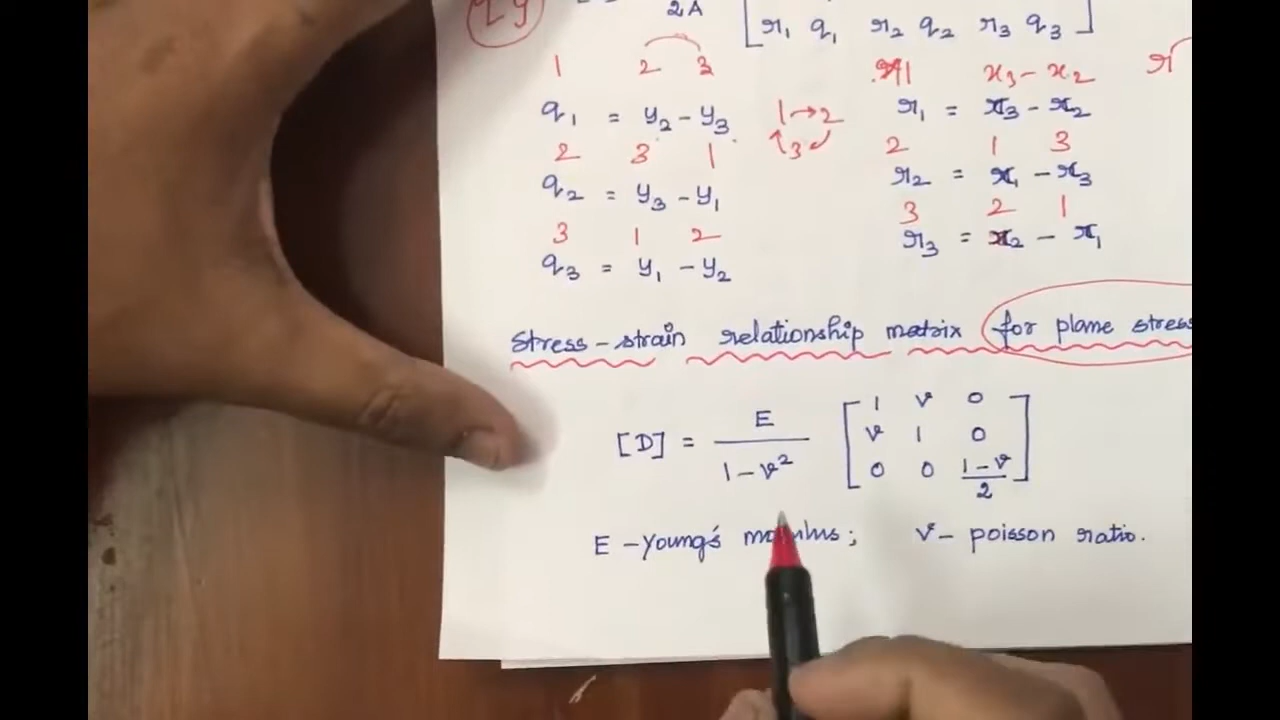 2A
[r₁ q₁ r₂ q₂ r₃ q₃]
1 2 3 1 x₃ - x₂ r
q₁ = y₂ - y₃ 1 → 2 r₁ = x₃ - x₂
2 3 1 3 2 1 3
q₂ = y₃ - y₁ r₂ = x₁ - x₃
3 1 2 3 2 1
q₃ = y₁ - y₂ r₃ = x₂ - x₁
Stress-strain relationship matrix for plane stress
[D] = E / (1 - v²) [1 v 0
v 1 0
0 0 (1-v)/2]
E - Young's modulus; v - poisson ratio.